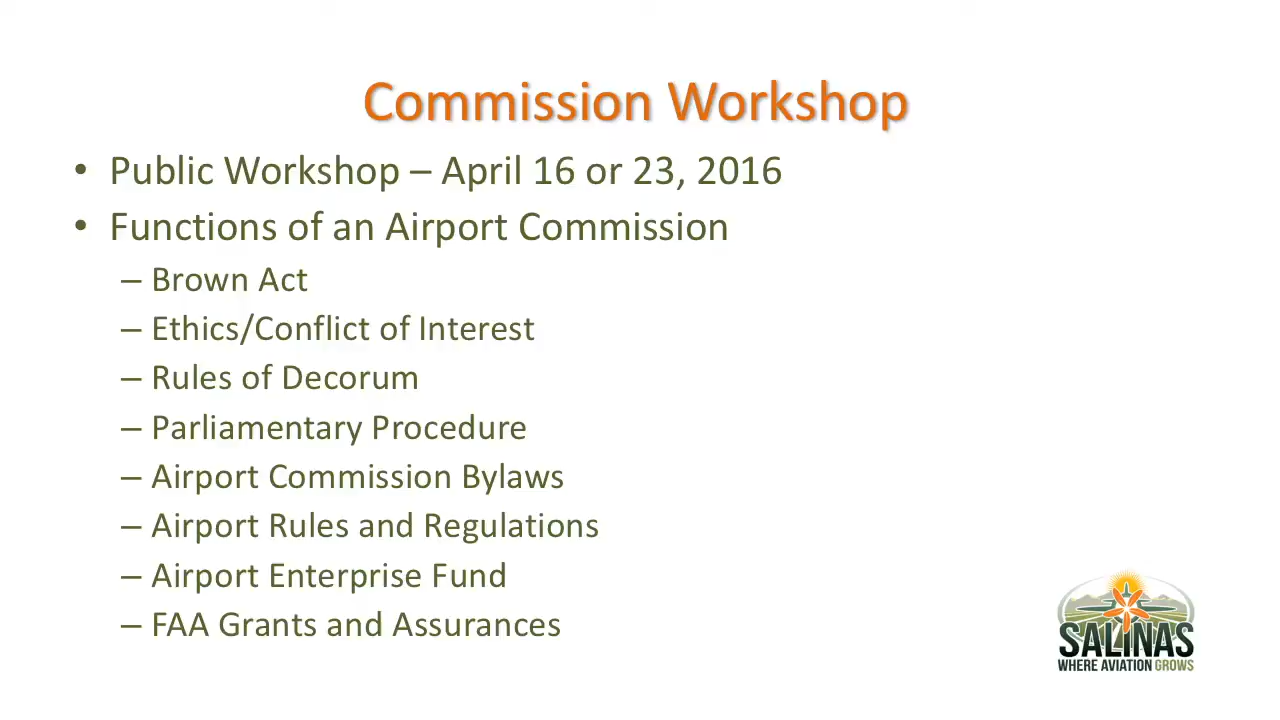 Commission Workshop
• Public Workshop – April 16 or 23, 2016
• Functions of an Airport Commission
– Brown Act
– Ethics/Conflict of Interest
– Rules of Decorum
– Parliamentary Procedure
– Airport Commission Bylaws
– Airport Rules and Regulations
– Airport Enterprise Fund
– FAA Grants and Assurances
SALINAS
WHERE AVIATION GROWS